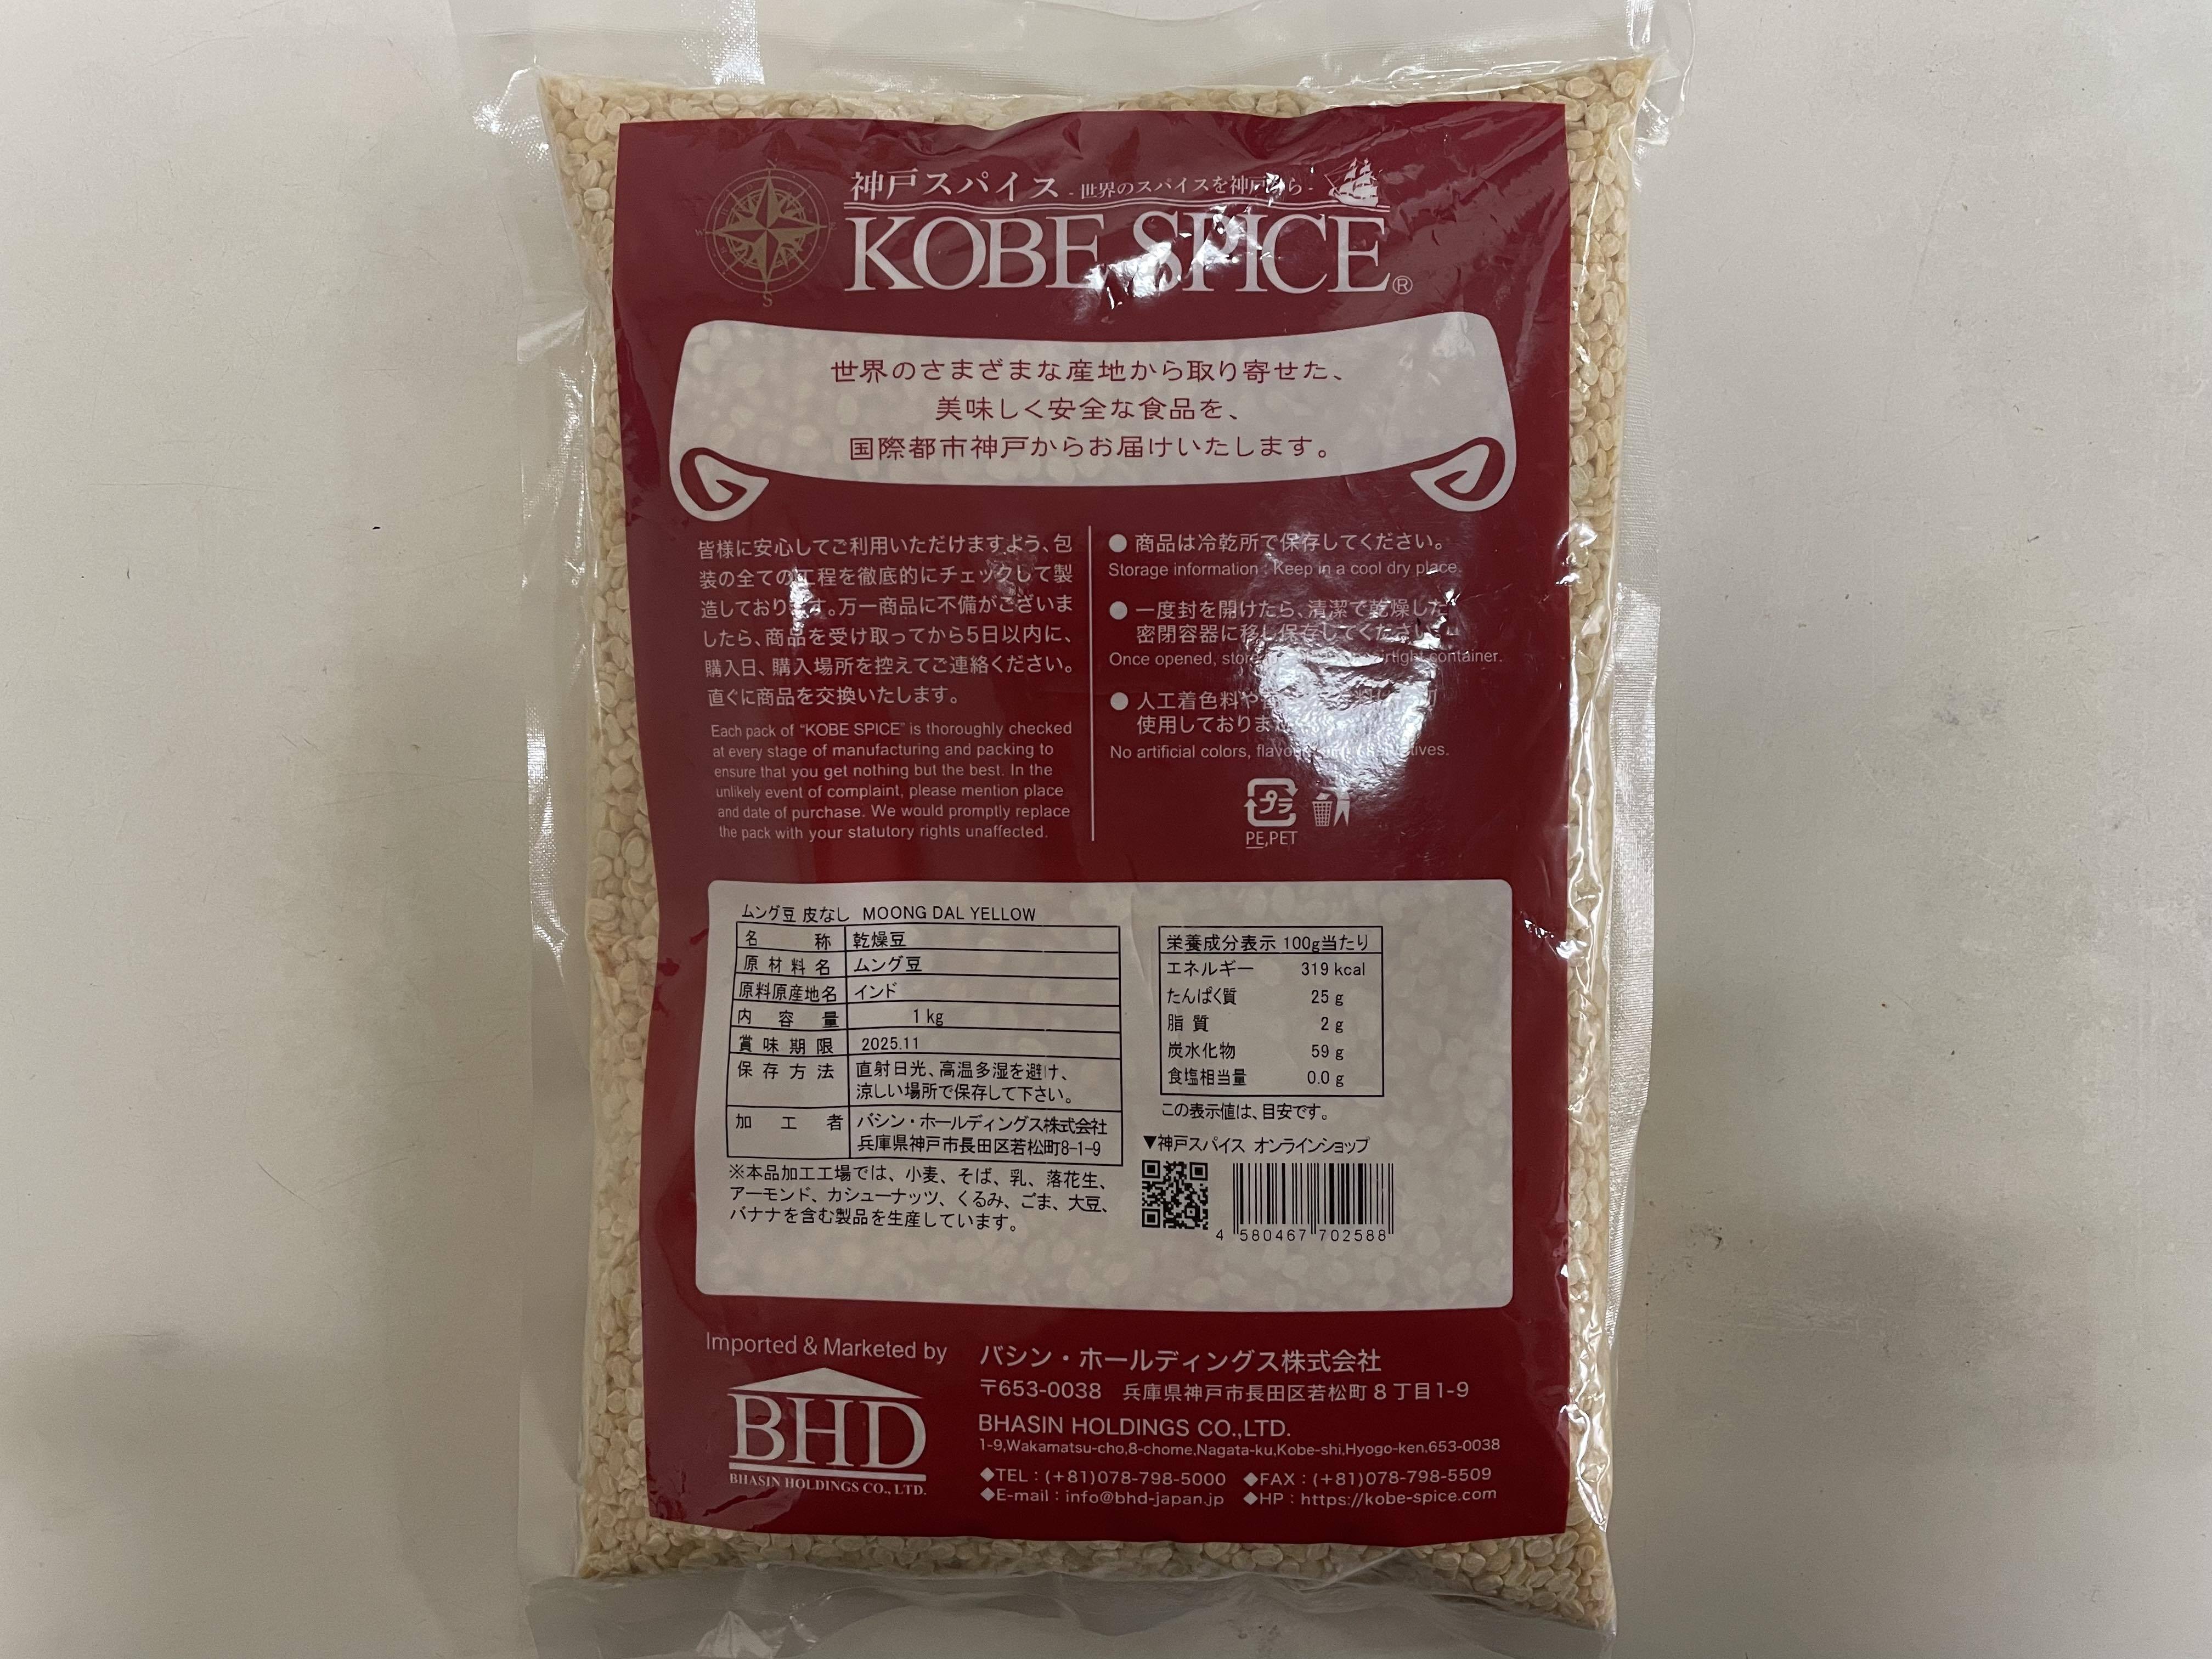 神戸スパイス -世界のスパイスを神戸から-
KOBE SPICE®
世界のさまざまな産地から取り寄せた、
美味しく安全な食品を、
国際都市神戸からお届けいたします。
皆様に安心してご利用いただけますよう、包
装の全ての工程を徹底的にチェックして製
造しております。万一商品に不備がございま
したら、商品を受け取ってから5日以内に、
購入日、購入場所を控えてご連絡ください。
直ぐに商品を交換いたします。
Each pack of “KOBE SPICE” is thoroughly checked
at every stage of manufacturing and packing to
ensure that you get nothing but the best. In the
unlikely event of complaint, please mention place
and date of purchase. We would promptly replace
the pack with your statutory rights unaffected.
● 商品は冷乾所で保存してください。
Storage information : Keep in a cool dry place.
● 一度封を開けたら、清潔で乾燥した
密閉容器に移し保存してください。
Once opened, store airtight container.
● 人工着色料や
使用しておりま
No artificial colors,
プラ
PE,PET
ムング豆 皮なし MOONG DAL YELLOW
名称 乾燥豆
原材料名 ムング豆
原料原産地名 インド
内容量 1 kg
賞味期限 2025.11
保存方法 直射日光、高温多湿を避け、
涼しい場所で保存して下さい。
加工者 バシン・ホールディングス株式会社
兵庫県神戸市長田区若松町8-1-9
※本品加工工場では、小麦、そば、乳、落花生、
アーモンド、カシューナッツ、くるみ、ごま、大豆、
バナナを含む製品を生産しています。
栄養成分表示 100g当たり
エネルギー 319 kcal
たんぱく質 25 g
脂質 2 g
炭水化物 59 g
食塩相当量 0.0 g
この表示値は、目安です。
▼神戸スパイス オンラインショップ
4 580467 702588
Imported & Marketed by
BHD
BHASIN HOLDINGS CO., LTD.
バシン・ホールディングス株式会社
〒653-0038 兵庫県神戸市長田区若松町8丁目1-9
BHASIN HOLDINGS CO.,LTD.
1-9,Wakamatsu-cho,8-chome,Nagata-ku,Kobe-shi,Hyogo-ken.653-0038
◆TEL : (+81)078-798-5000 ◆FAX : (+81)078-798-5509
◆E-mail : info@bhd-japan.jp ◆HP : https://kobe-spice.com